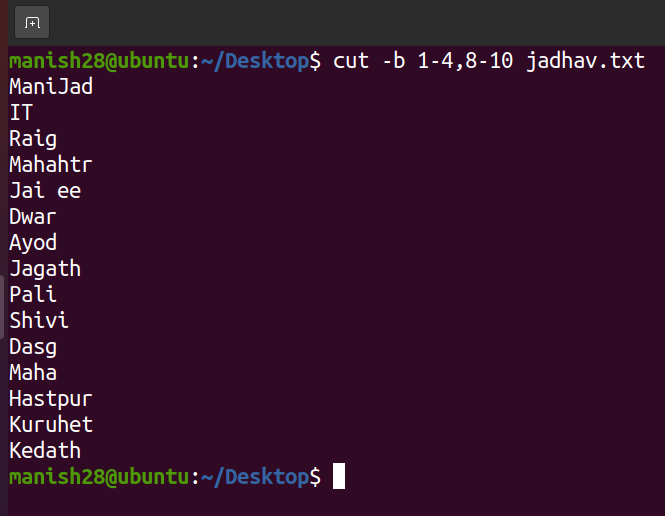 manish28@ubuntu:~/Desktop$ cut -b 1-4,8-10 jadhav.txt
ManiJad
IT
Raig
Mahahtr
Jai ee
Dwar
Ayod
Jagath
Pali
Shivi
Dasg
Maha
Hastpur
Kuruhet
Kedath
manish28@ubuntu:~/Desktop$